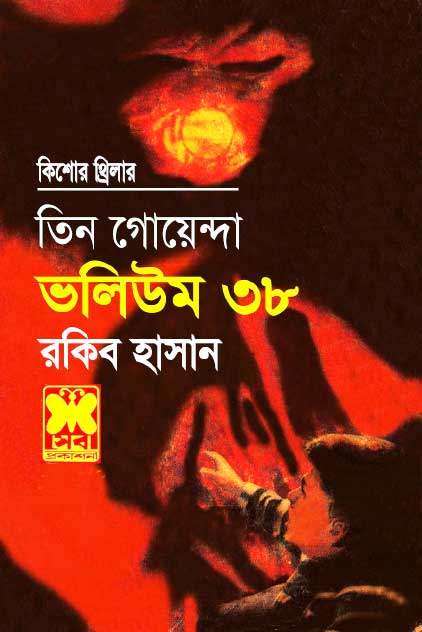 কিশোর থ্রিলার
তিন গোয়েন্দা
ভলিউম ৩৮
রকিব হাসান
সেবা
প্রকাশনী